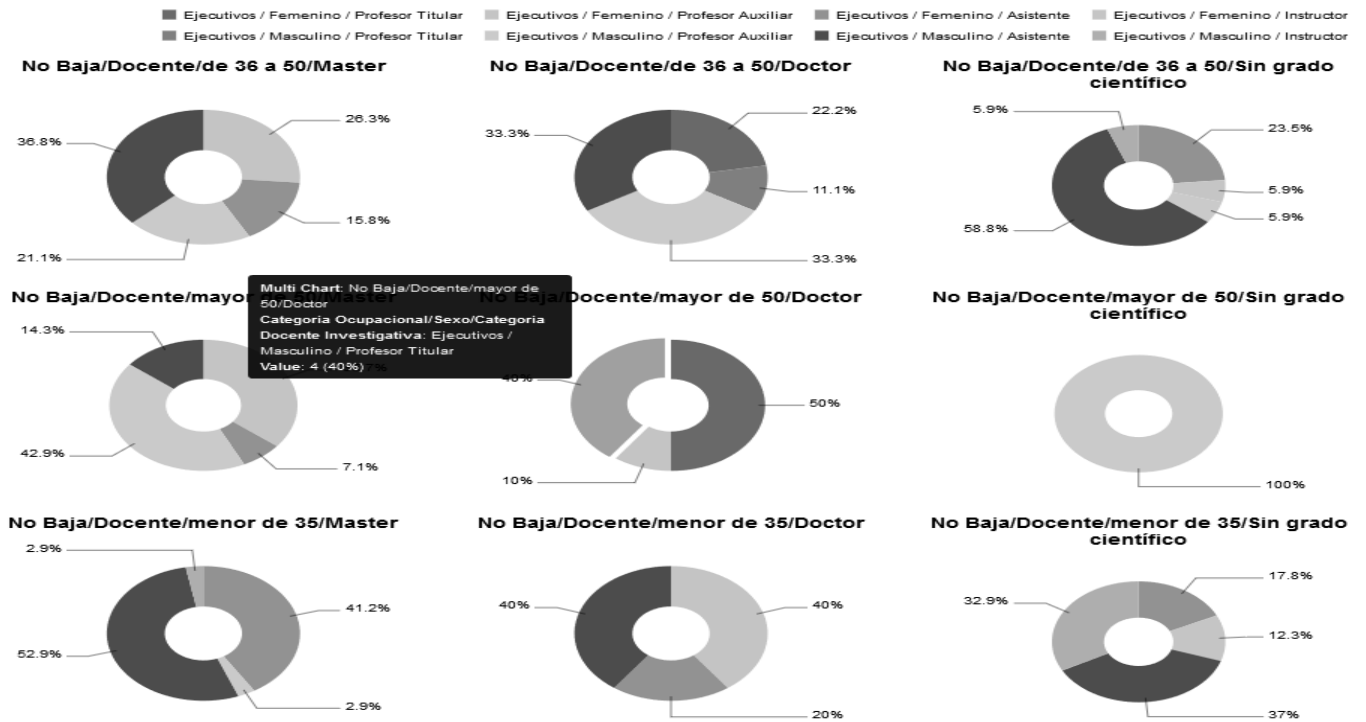 Ejecutivos / Femenino / Profesor Titular
Ejecutivos / Femenino / Profesor Auxiliar
Ejecutivos / Femenino / Asistente
Ejecutivos / Femenino / Instructor
Ejecutivos / Masculino / Profesor Titular
Ejecutivos / Masculino / Profesor Auxiliar
Ejecutivos / Masculino / Asistente
Ejecutivos / Masculino / Instructor
No Baja/Docente/de 36 a 50/Master
26.3%
36.8%
15.8%
21.1%
No Baja/Docente/de 36 a 50/Doctor
22.2%
33.3%
11.1%
33.3%
No Baja/Docente/de 36 a 50/Sin grado
científico
5.9%
23.5%
5.9%
5.9%
58.8%
No Baja/Docente/mayor de 50/Master
14.3%
42.9%
7.1%
Multi Chart: No Baja/Docente/mayor de
50/Doctor
Categoria Ocupacional/Sexo/Categoria
Docente Investigativa: Ejecutivos /
Masculino / Profesor Titular
Value: 4 (40%)
No Baja/Docente/mayor de 50/Doctor
40%
50%
10%
No Baja/Docente/mayor de 50/Sin grado
científico
100%
No Baja/Docente/menor de 35/Master
2.9%
41.2%
52.9%
2.9%
No Baja/Docente/menor de 35/Doctor
40%
40%
20%
No Baja/Docente/menor de 35/Sin grado
científico
17.8%
32.9%
12.3%
37%